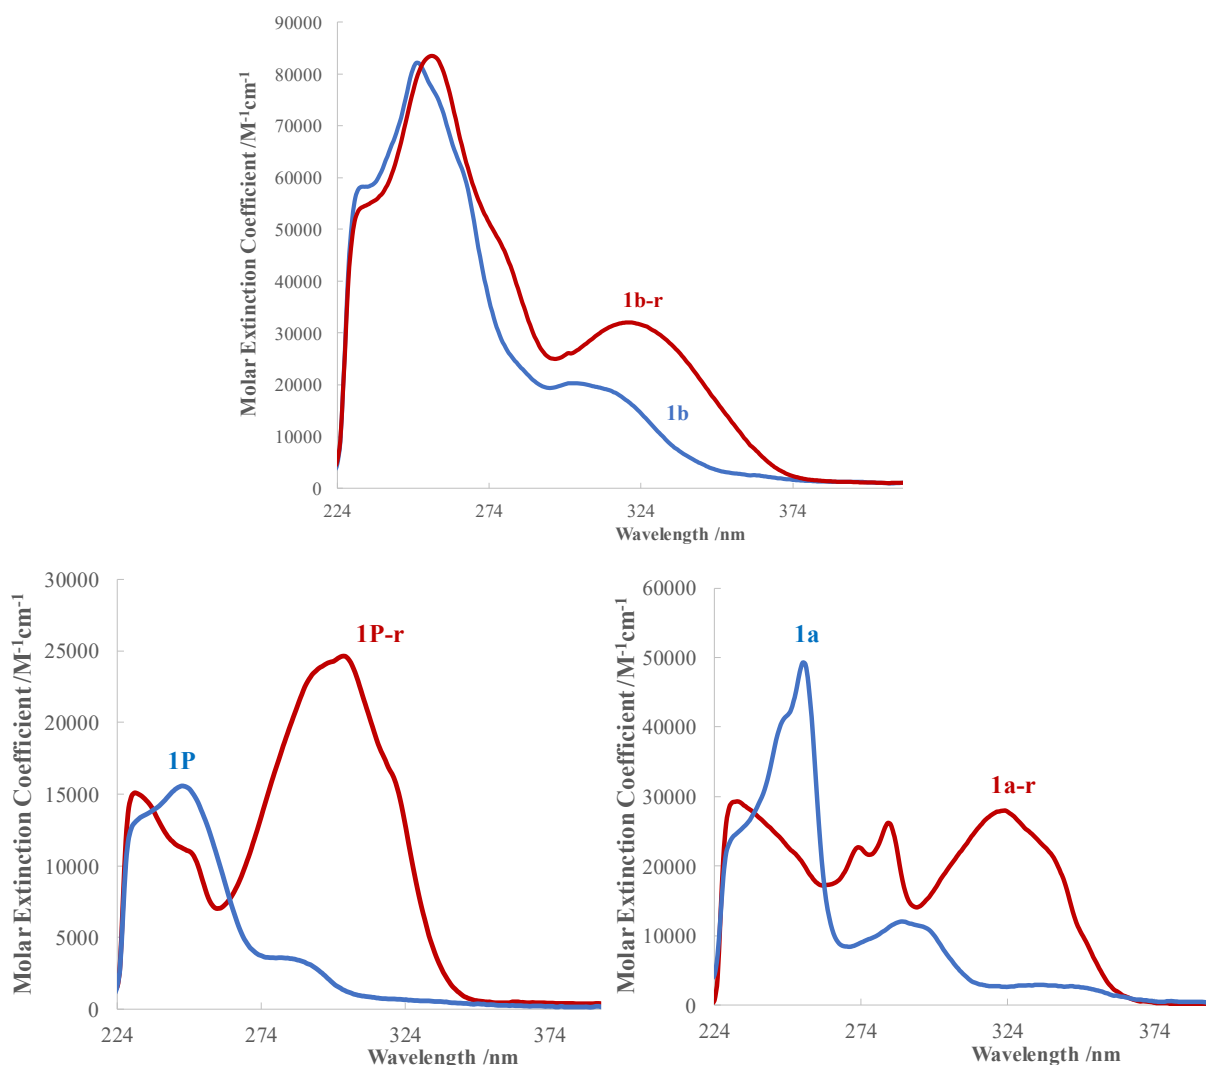 90000
80000
70000
60000
50000
40000
30000
20000
10000
0
Molar Extinction Coefficient /M-1cm-1
1b-r
1b
224 274 324 374
Wavelength /nm
30000
25000
20000
15000
10000
5000
0
Molar Extinction Coefficient /M-1cm-1
1P-r
1P
224 274 324 374
Wavelength /nm
60000
50000
40000
30000
20000
10000
0
Molar Extinction Coefficient /M-1cm-1
1a
1a-r
224 274 324 374
Wavelength /nm